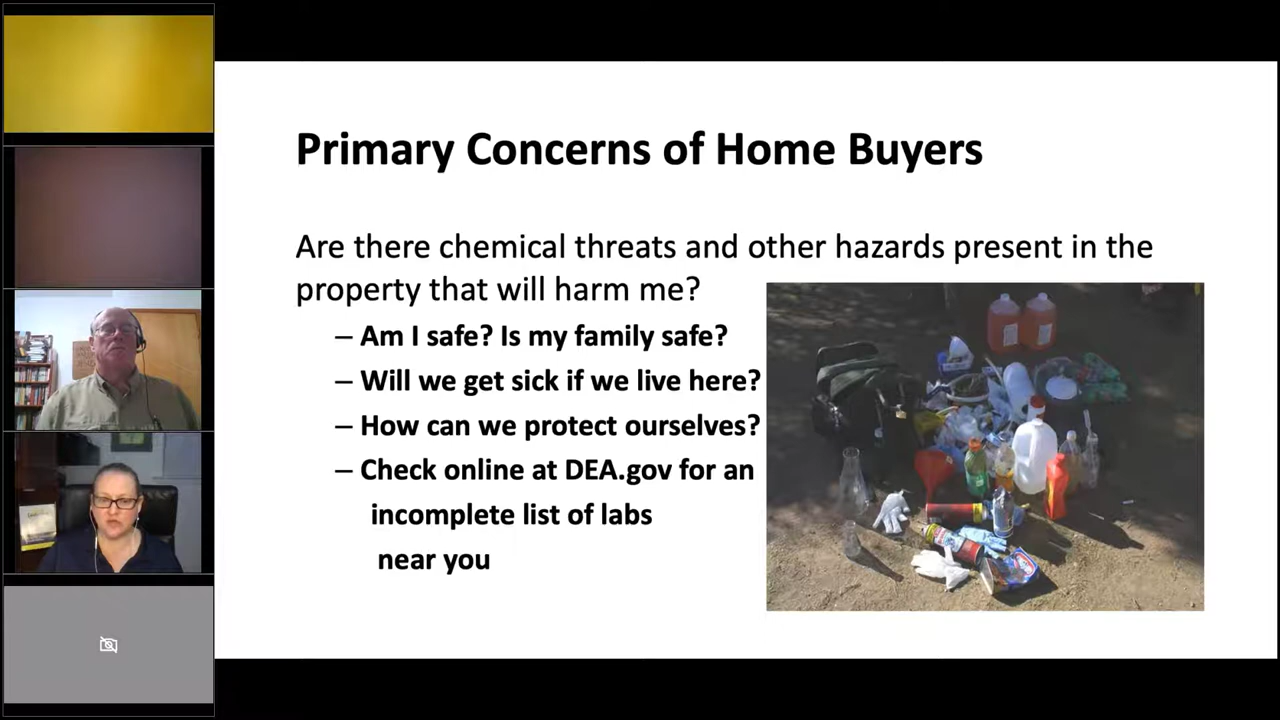 Primary Concerns of Home Buyers
Are there chemical threats and other hazards present in the
property that will harm me?
– Am I safe? Is my family safe?
– Will we get sick if we live here?
– How can we protect ourselves?
– Check online at DEA.gov for an
incomplete list of labs
near you